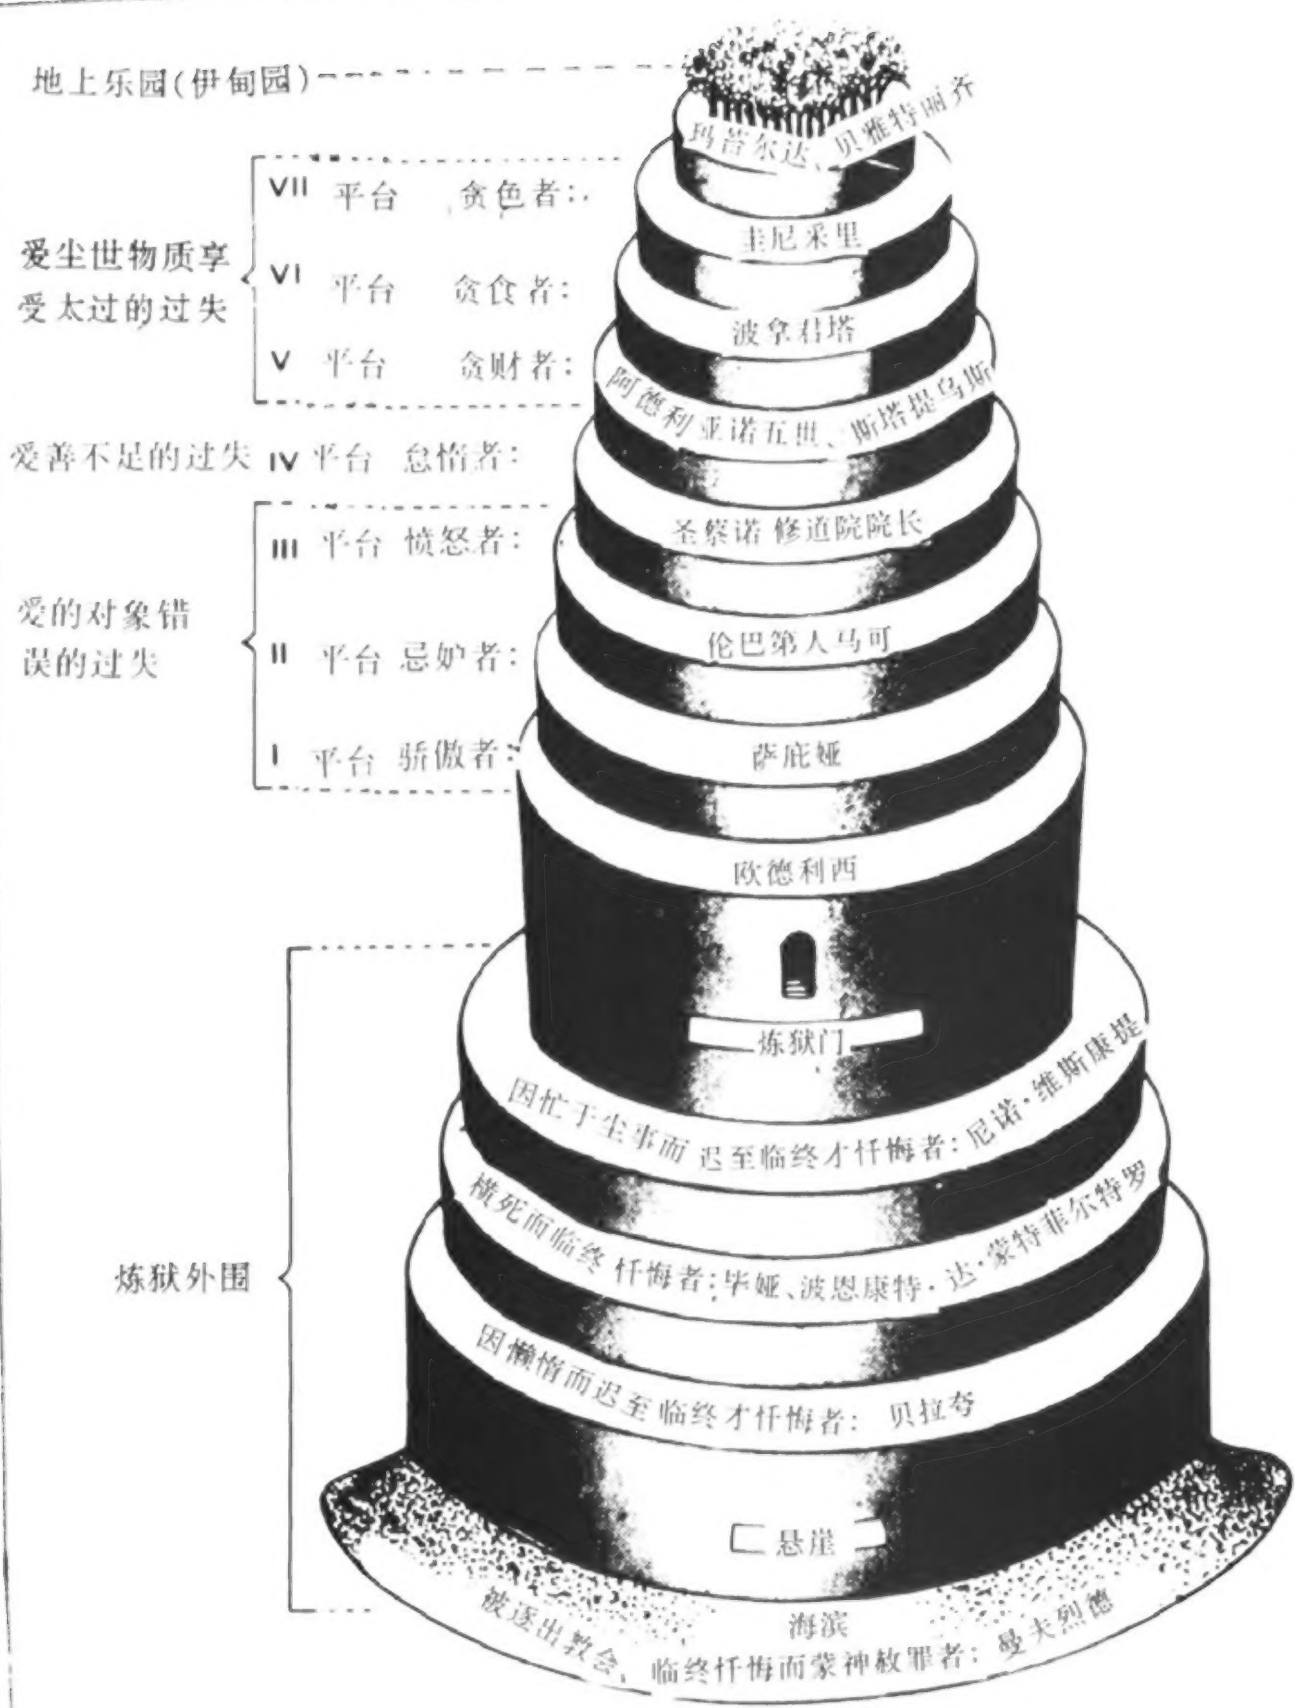 地上乐园(伊甸园)
玛苔尔达、贝雅特丽齐
爱尘世物质享
受太过的过失
VII 平台 贪色者:
圭尼采里
VI 平台 贪食者:
波拿君塔
V 平台 贪财者:
阿德利亚诺五世、斯塔提乌斯
爱善不足的过失 IV 平台 怠惰者:
圣蔡诺修道院院长
爱的对象错
误的过失
III 平台 愤怒者:
伦巴第人马可
II 平台 忌妒者:
萨庇娅
I 平台 骄傲者:
欧德利西
炼狱门
炼狱外围
因忙于尘事而迟至临终才忏悔者:尼诺·维斯康提
横死而临终忏悔者:毕娅、波恩康特·达·蒙特菲尔特罗
因懒惰而迟至临终才忏悔者: 贝拉夸
悬崖
海滨
被逐出教会、临终忏悔而蒙神赦罪者: 曼夫烈德